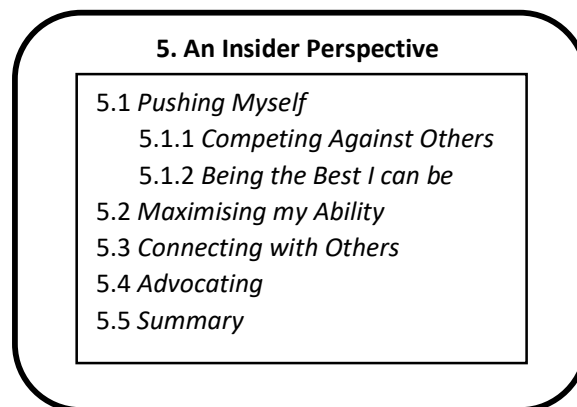 5. An Insider Perspective
5.1 Pushing Myself
5.1.1 Competing Against Others
5.1.2 Being the Best I can be
5.2 Maximising my Ability
5.3 Connecting with Others
5.4 Advocating
5.5 Summary